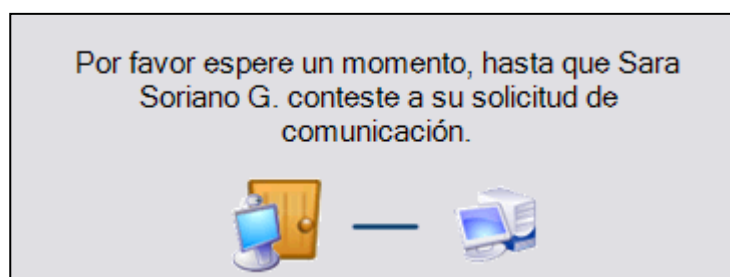 Por favor espere un momento, hasta que Sara
Soriano G. conteste a su solicitud de
comunicación.